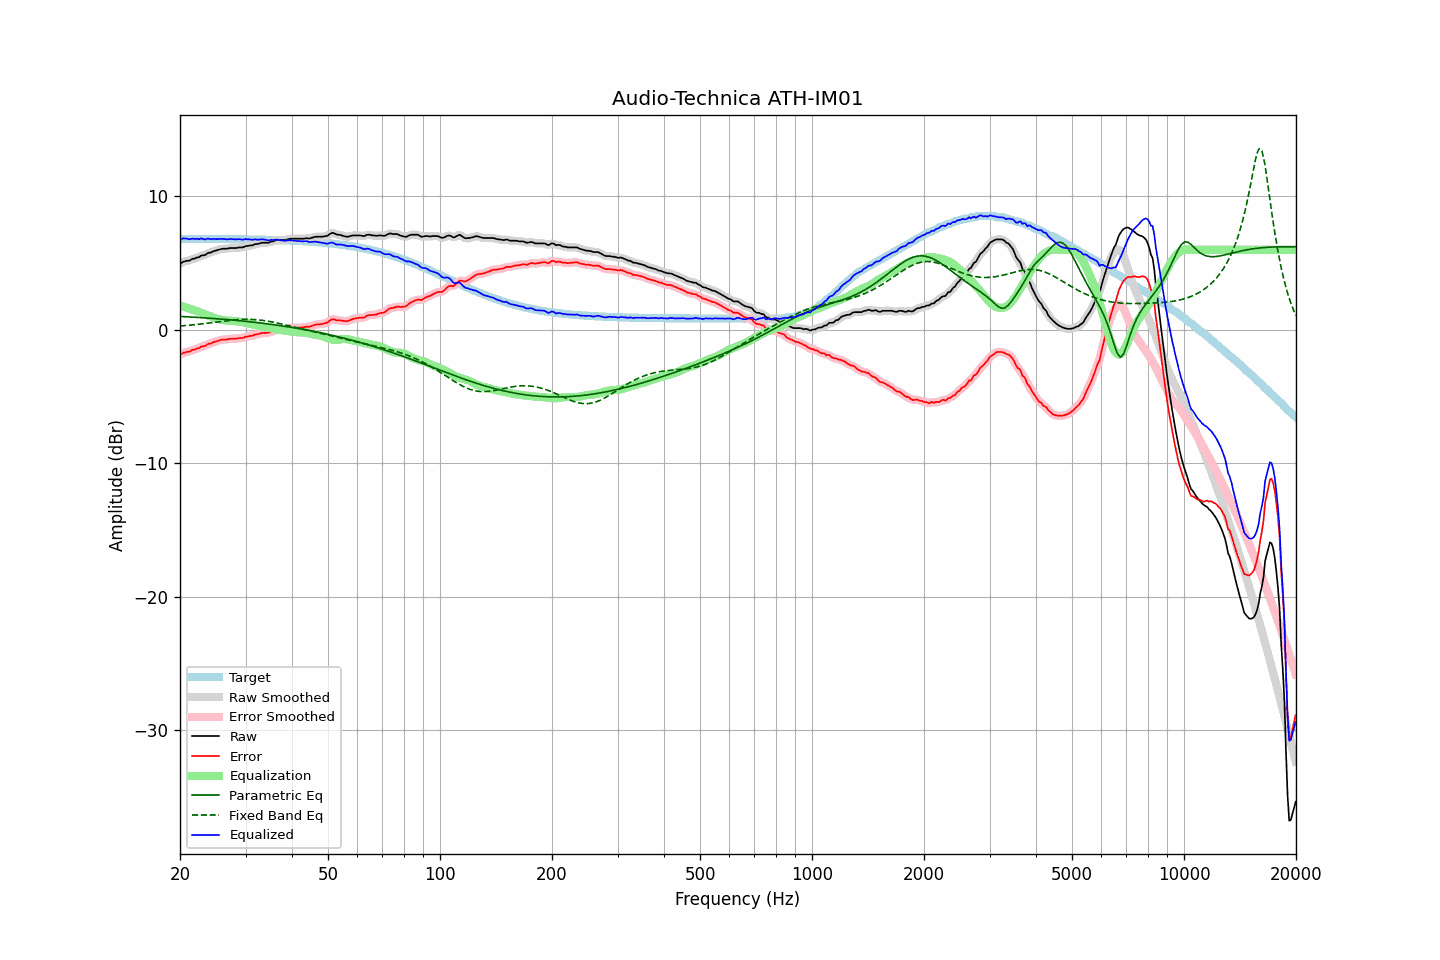 Audio-Technica ATH-IM01
Amplitude (dBr)
10
0
−10
−20
−30
Target
Raw Smoothed
Error Smoothed
Raw
Error
Equalization
Parametric Eq
Fixed Band Eq
Equalized
20 50 100 200 500 1000 2000 5000 10000 20000
Frequency (Hz)